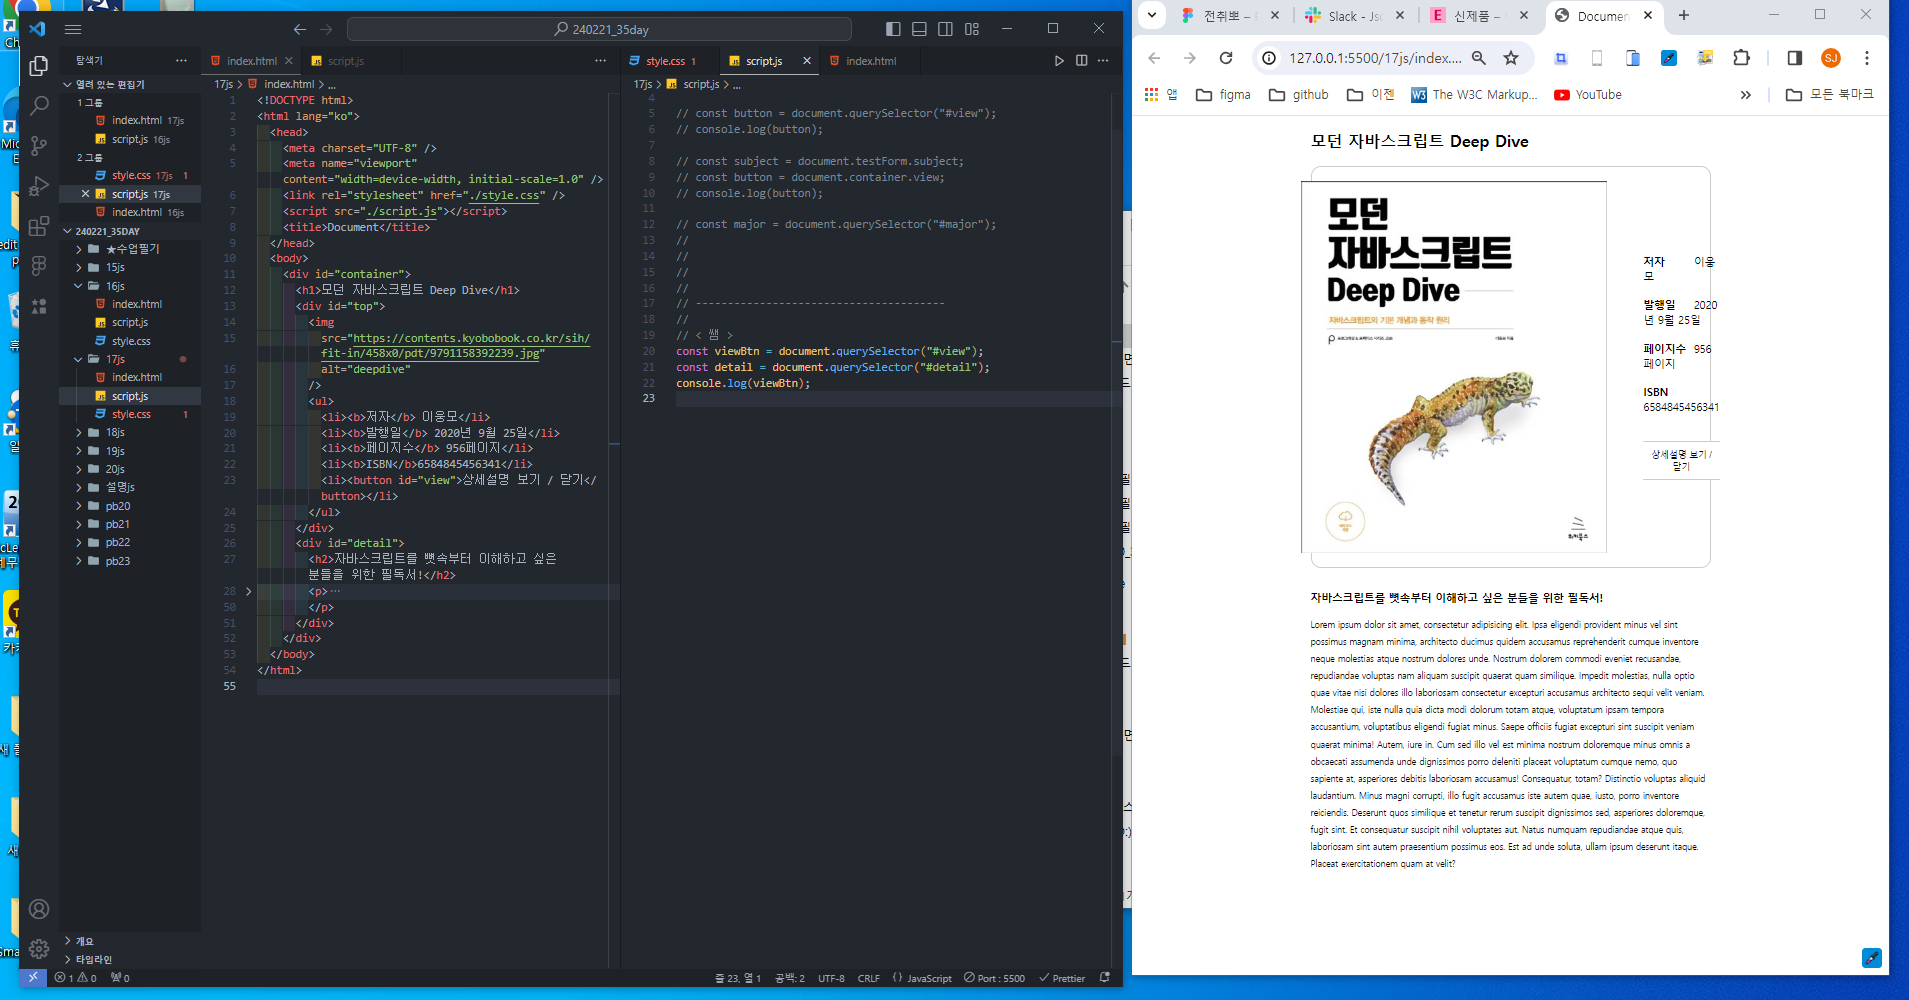 240221_35day
탐색기
열려 있는 편집기
1 그룹
index.html 17js
script.js 16js
2 그룹
style.css 17js 1
script.js 17js
index.html 16js
240221_35DAY
★수업필기
15js
16js
index.html
script.js
style.css
17js
index.html
script.js
style.css 1
18js
19js
20js
설명js
pb20
pb21
pb22
pb23
개요
타임라인
index.html
script.js
17js > index.html > ...
1 <!DOCTYPE html>
2 <html lang="ko">
3 <head>
4 <meta charset="UTF-8" />
5 <meta name="viewport"
content="width=device-width, initial-scale=1.0" />
6 <link rel="stylesheet" href="./style.css" />
7 <script src="./script.js"></script>
8 <title>Document</title>
9 </head>
10 <body>
11 <div id="container">
12 <h1>모던 자바스크립트 Deep Dive</h1>
13 <div id="top">
14 <img
15 src="https://contents.kyobobook.co.kr/sih/
fit-in/458x0/pdt/9791158392239.jpg"
16 alt="deepdive"
17 />
18 <ul>
19 <li><b>저자</b> 이웅모</li>
20 <li><b>발행일</b> 2020년 9월 25일</li>
21 <li><b>페이지수</b> 956페이지</li>
22 <li><b>ISBN</b>6584845456341</li>
23 <li><button id="view">상세설명 보기 / 닫기</
button></li>
24 </ul>
25 </div>
26 <div id="detail">
27 <h2>자바스크립트를 뼛속부터 이해하고 싶은
분들을 위한 필독서!</h2>
28 <p>…
50 </p>
51 </div>
52 </div>
53 </body>
54 </html>
55
style.css 1
script.js
index.html
17js > script.js > ...
4
5 // const button = document.querySelector("#view");
6 // console.log(button);
7
8 // const subject = document.testForm.subject;
9 // const button = document.container.view;
10 // console.log(button);
11
12 // const major = document.querySelector("#major");
13 //
14 //
15 //
16 //
17 // ---------------------------------------
18 //
19 // < 쌤 >
20 const viewBtn = document.querySelector("#view");
21 const detail = document.querySelector("#detail");
22 console.log(viewBtn);
23
1 0
0
줄 23, 열 1
공백: 2
UTF-8
CRLF
JavaScript
Port : 5500
Prettier
전취뽀 –
Slack - Jsc
신제품 –
Documen
127.0.0.1:5500/17js/index....
SJ
앱
figma
github
이젠
The W3C Markup...
YouTube
모든 북마크
모던 자바스크립트 Deep Dive
모던
자바스크립트
Deep Dive
자바스크립트의 기본 개념과 동작 원리
위키북스
저자 이웅
모
발행일 2020
년 9월 25일
페이지수 956
페이지
ISBN
6584845456341
상세설명 보기 /
닫기
자바스크립트를 뼛속부터 이해하고 싶은 분들을 위한 필독서!
Lorem ipsum dolor sit amet, consectetur adipisicing elit. Ipsa eligendi provident minus vel sint
possimus magnam minima, architecto ducimus quidem accusamus reprehenderit cumque inventore
neque molestias atque nostrum dolores unde. Nostrum dolorem commodi eveniet recusandae,
repudiandae voluptas nam aliquam suscipit quaerat quam similique. Impedit molestias, nulla optio
quae vitae nisi dolores illo laboriosam consectetur excepturi accusamus architecto sequi velit veniam.
Molestiae qui, iste nulla quia dicta modi dolorum totam atque, voluptatum ipsam tempora
accusantium, voluptatibus eligendi fugiat minus. Saepe officiis fugiat excepturi sint suscipit veniam
quaerat minima! Autem, iure in. Cum sed illo vel est minima nostrum doloremque minus omnis a
obcaecati assumenda unde dignissimos porro deleniti placeat voluptatum cumque nemo, quo
sapiente at, asperiores debitis laboriosam accusamus! Consequatur, totam? Distinctio voluptas aliquid
laudantium. Minus magni corrupti, illo fugit accusamus iste autem quae, iusto, porro inventore
reiciendis. Deserunt quos similique et tenetur rerum suscipit dignissimos sed, asperiores doloremque,
fugit sint. Et consequatur suscipit nihil voluptates aut. Natus numquam repudiandae atque quis,
laboriosam sint autem praesentium possimus eos. Est ad unde soluta, ullam ipsum deserunt itaque.
Placeat exercitationem quam at velit?